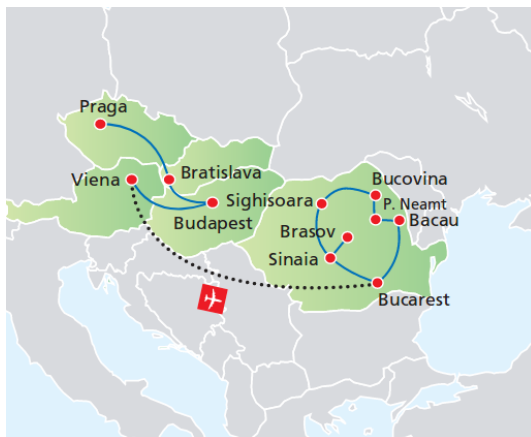 Praga
Viena
Bratislava
Budapest
Sighisoara
Bucovina
P. Neamt
Bacau
Brasov
Sinaia
Bucarest